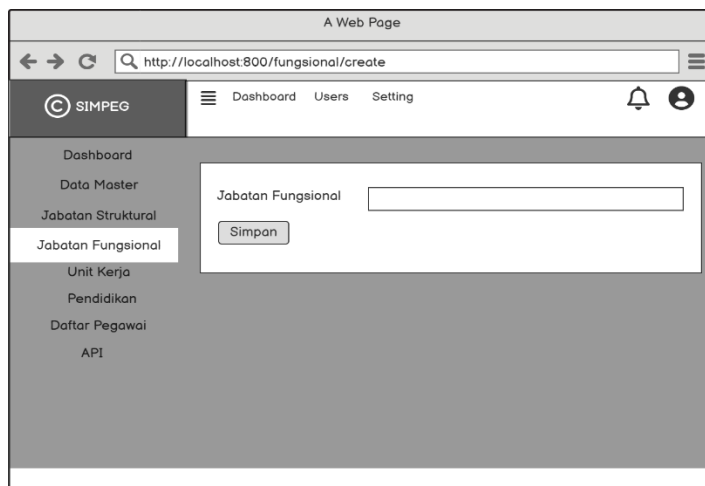 A Web Page
http://localhost:800/fungsional/create
© SIMPEG
Dashboard Users Setting
Dashboard
Data Master
Jabatan Struktural
Jabatan Fungsional
Unit Kerja
Pendidikan
Daftar Pegawai
API
Jabatan Fungsional
Simpan